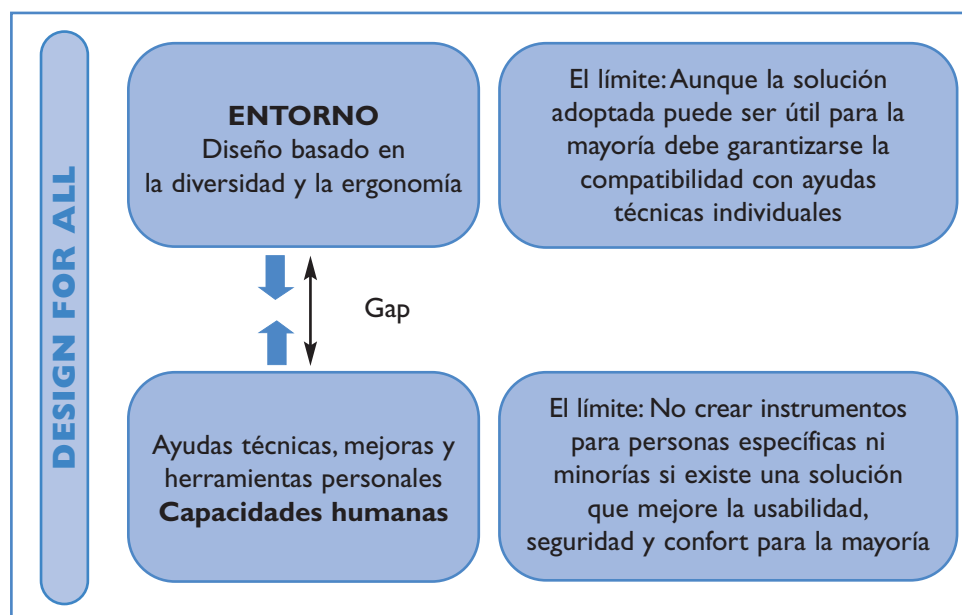 DESIGN FOR ALL
ENTORNO
Diseño basado en
la diversidad y la ergonomía
El límite: Aunque la solución
adoptada puede ser útil para la
mayoría debe garantizarse la
compatibilidad con ayudas
técnicas individuales
Gap
Ayudas técnicas, mejoras y
herramientas personales
Capacidades humanas
El límite: No crear instrumentos
para personas específicas ni
minorías si existe una solución
que mejore la usabilidad,
seguridad y confort para la mayoría